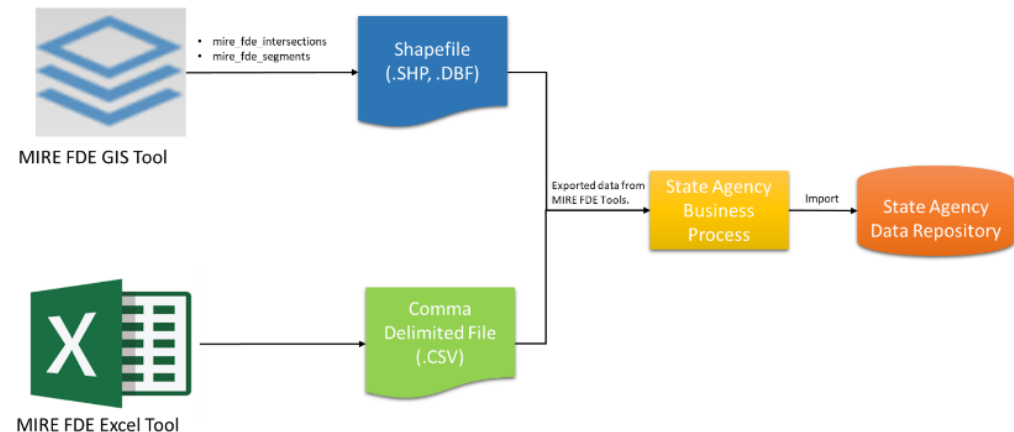 • mire_fde_intersections
• mire_fde_segments
Shapefile
(.SHP, .DBF)
MIRE FDE GIS Tool
Exported data from
MIRE FDE Tools.
State Agency
Business
Process
Import
State Agency
Data Repository
X
Comma
Delimited File
(.CSV)
MIRE FDE Excel Tool